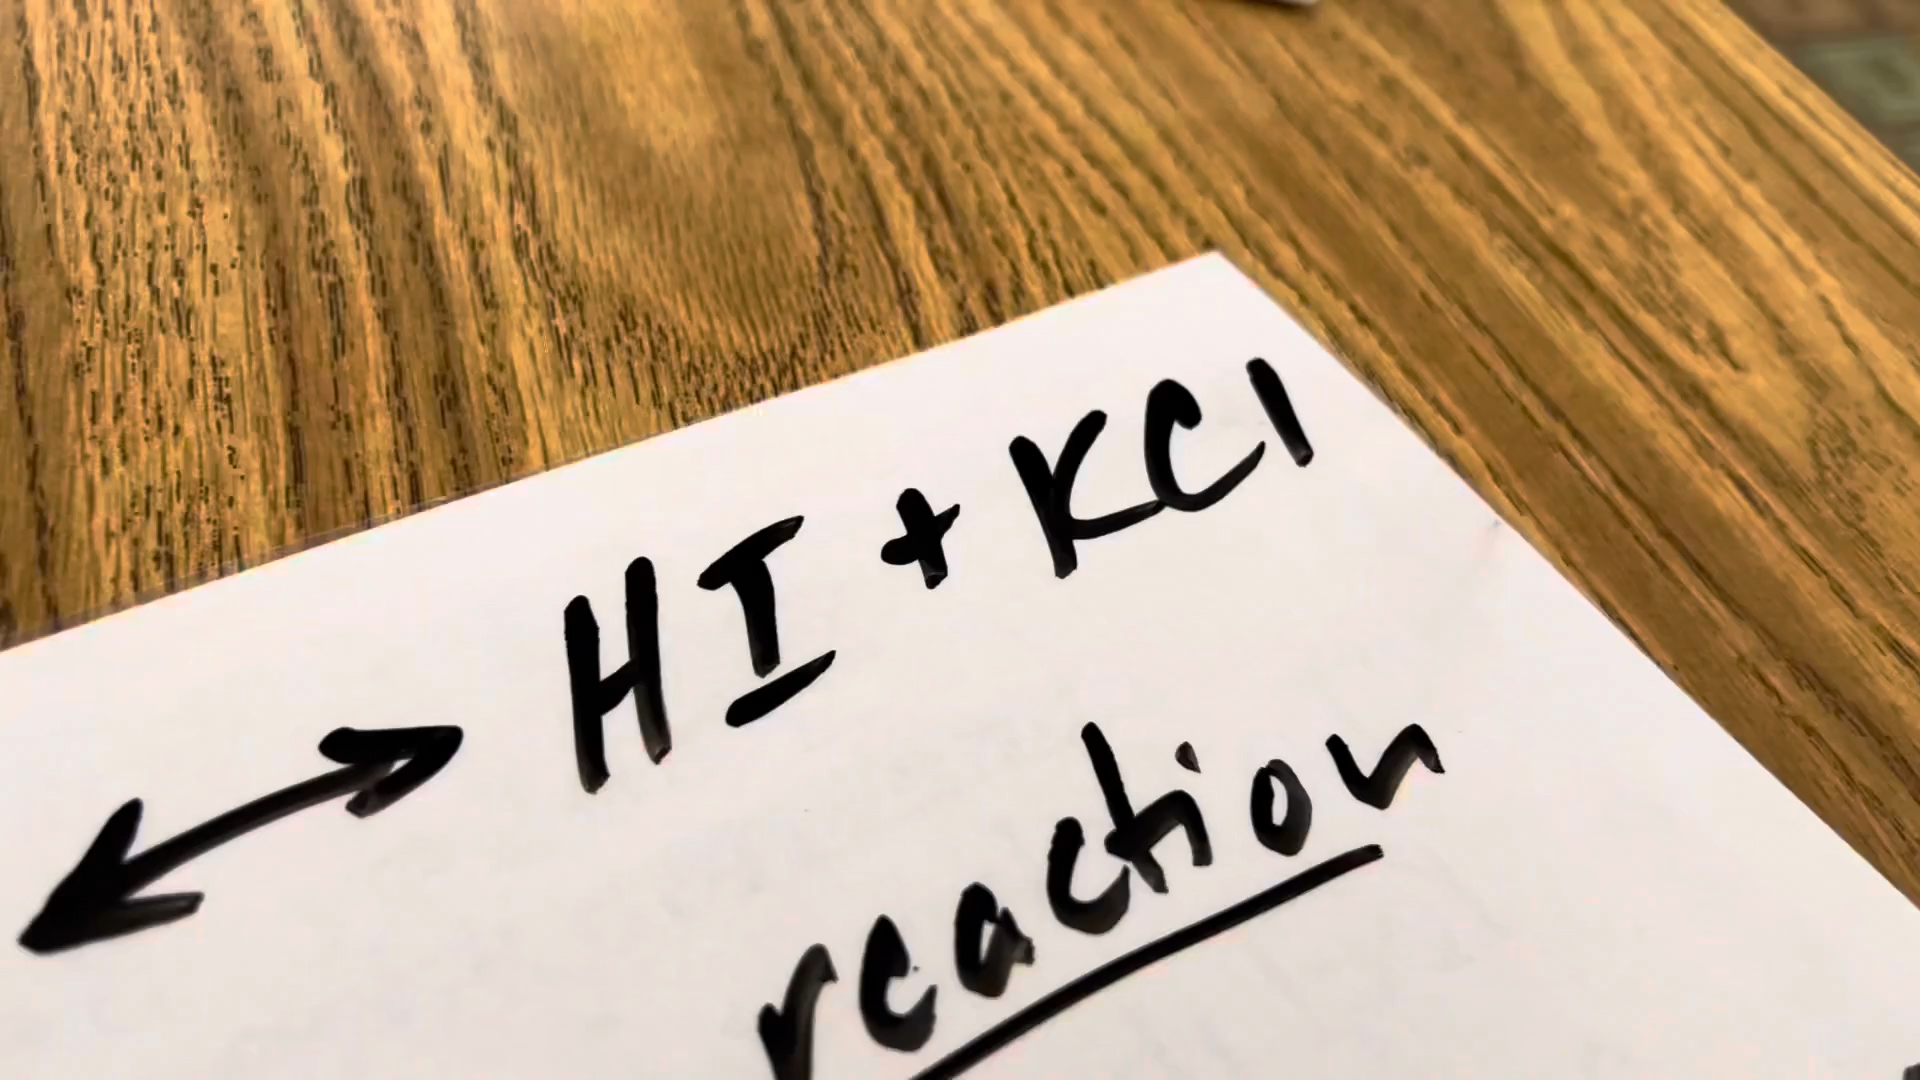 ↔ HI + KCl
reaction